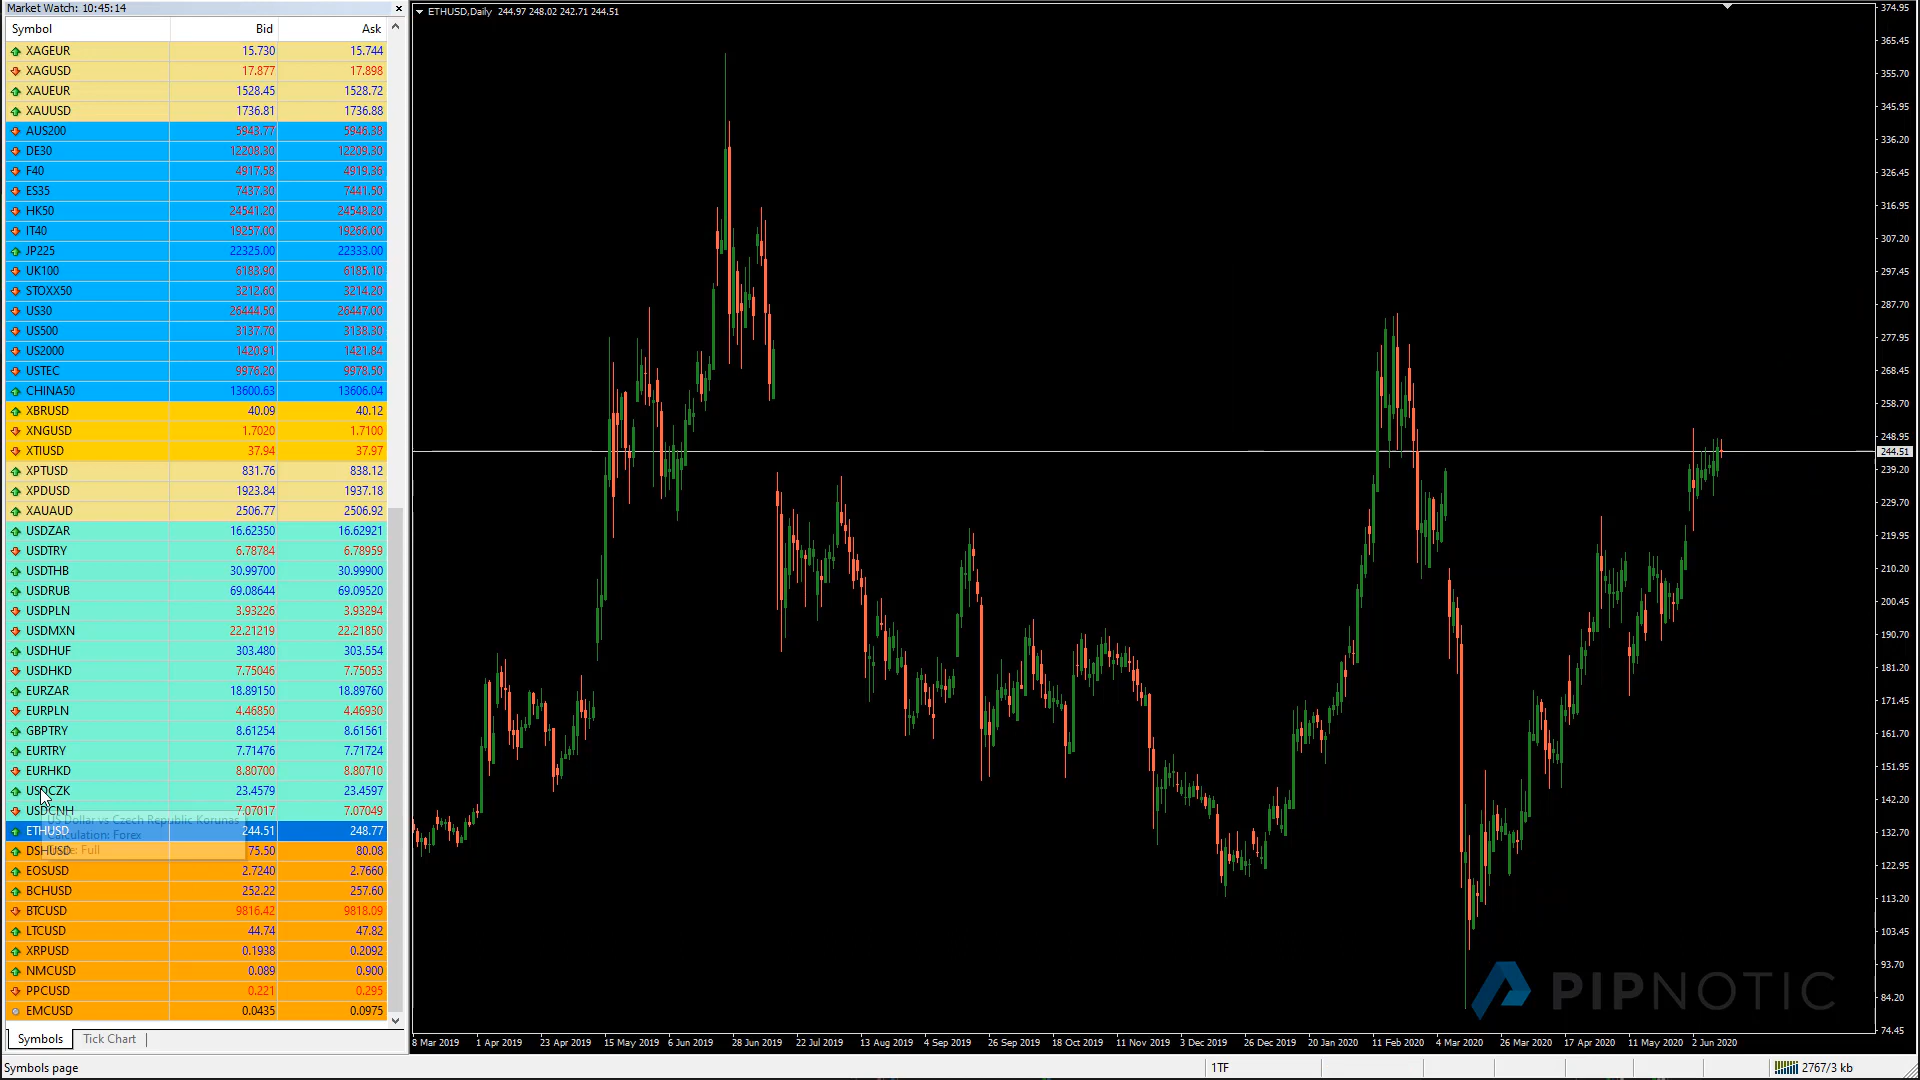 Market Watch: 10:45:14
Symbol Bid Ask
XAGEUR 15.730 15.744
XAGUSD 17.877 17.898
XAUEUR 1528.45 1528.72
XAUUSD 1736.81 1736.88
AUS200 5943.77 5946.38
DE30 12208.30 12209.30
F40 4917.58 4919.36
ES35 7437.30 7441.50
HK50 24541.20 24548.20
IT40 19257.00 19266.00
JP225 22325.00 22333.00
UK100 6183.90 6185.10
STOXX50 3212.60 3214.20
US30 26444.50 26447.00
US500 3137.70 3138.30
US2000 1420.91 1421.84
USTEC 9976.20 9978.50
CHINA50 13600.63 13606.04
XBRUSD 40.09 40.12
XNGUSD 1.7020 1.7100
XTIUSD 37.94 37.97
XPTUSD 831.76 838.12
XPDUSD 1923.84 1937.18
XAUAUD 2506.77 2506.92
USDZAR 16.62350 16.62921
USDTRY 6.78784 6.78959
USDTHB 30.99700 30.99900
USDRUB 69.08644 69.09520
USDPLN 3.93226 3.93294
USDMXN 22.21219 22.21850
USDHUF 303.480 303.554
USDHKD 7.75046 7.75053
EURZAR 18.89150 18.89760
EURPLN 4.46850 4.46930
GBPTRY 8.61254 8.61561
EURTRY 7.71476 7.71724
EURHKD 8.80700 8.80710
USDCZK 23.4579 23.4597
USDCNH 7.07017 7.07049
US Dollar vs Czech Republic Korunas
ETHUSD 244.51 248.77
Calculation: Forex
DSHUSD 75.50 80.08
Full
EOSUSD 2.7240 2.7660
BCHUSD 252.22 257.60
BTCUSD 9816.42 9818.09
LTCUSD 44.74 47.82
XRPUSD 0.1938 0.2092
NMCUSD 0.089 0.900
PPCUSD 0.221 0.295
EMCUSD 0.0435 0.0975
Symbols Tick Chart
Symbols page
ETHUSD,Daily 244.97 248.02 242.71 244.51
374.95
365.45
355.70
345.95
336.20
326.45
316.95
307.20
297.45
287.70
277.95
268.45
258.70
248.95
244.51
239.20
229.70
219.95
210.20
200.45
190.70
181.20
171.45
161.70
151.95
142.20
132.70
122.95
113.20
103.45
93.70
84.20
74.45
PIPNOTIC
8 Mar 2019 1 Apr 2019 23 Apr 2019 15 May 2019 6 Jun 2019 28 Jun 2019 22 Jul 2019 13 Aug 2019 4 Sep 2019 26 Sep 2019 18 Oct 2019 11 Nov 2019 3 Dec 2019 26 Dec 2019 20 Jan 2020 11 Feb 2020 4 Mar 2020 26 Mar 2020 17 Apr 2020 11 May 2020 2 Jun 2020
1TF 2767/3 kb